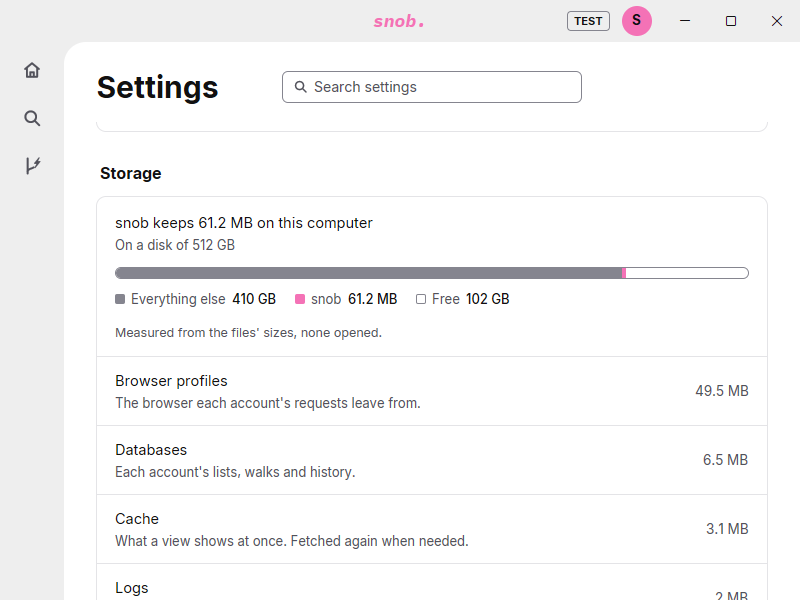 snob.
TEST
S
Settings
Search settings
Storage
snob keeps 61.2 MB on this computer
On a disk of 512 GB
Everything else 410 GB snob 61.2 MB Free 102 GB
Measured from the files' sizes, none opened.
Browser profiles
The browser each account's requests leave from.
49.5 MB
Databases
Each account's lists, walks and history.
6.5 MB
Cache
What a view shows at once. Fetched again when needed.
3.1 MB
Logs
2 MB